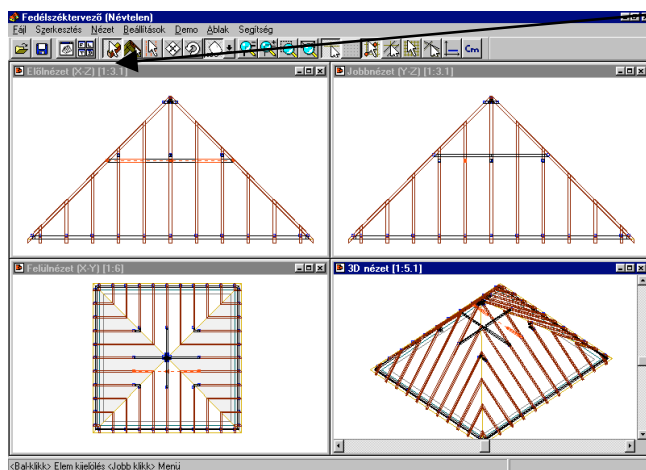 Fedélszéktervező (Névtelen)
Fájl Szerkesztés Nézet Beállítások Demo Ablak Segítség
Cm
Elölnézet (X-Z) [1:3.1]
Jobbnézet (Y-Z) [1:3.1]
Felülnézet (X-Y) [1:6]
3D nézet [1:5.1]
<Bal-klikk> Elem kijelölés <Jobb klikk> Menü